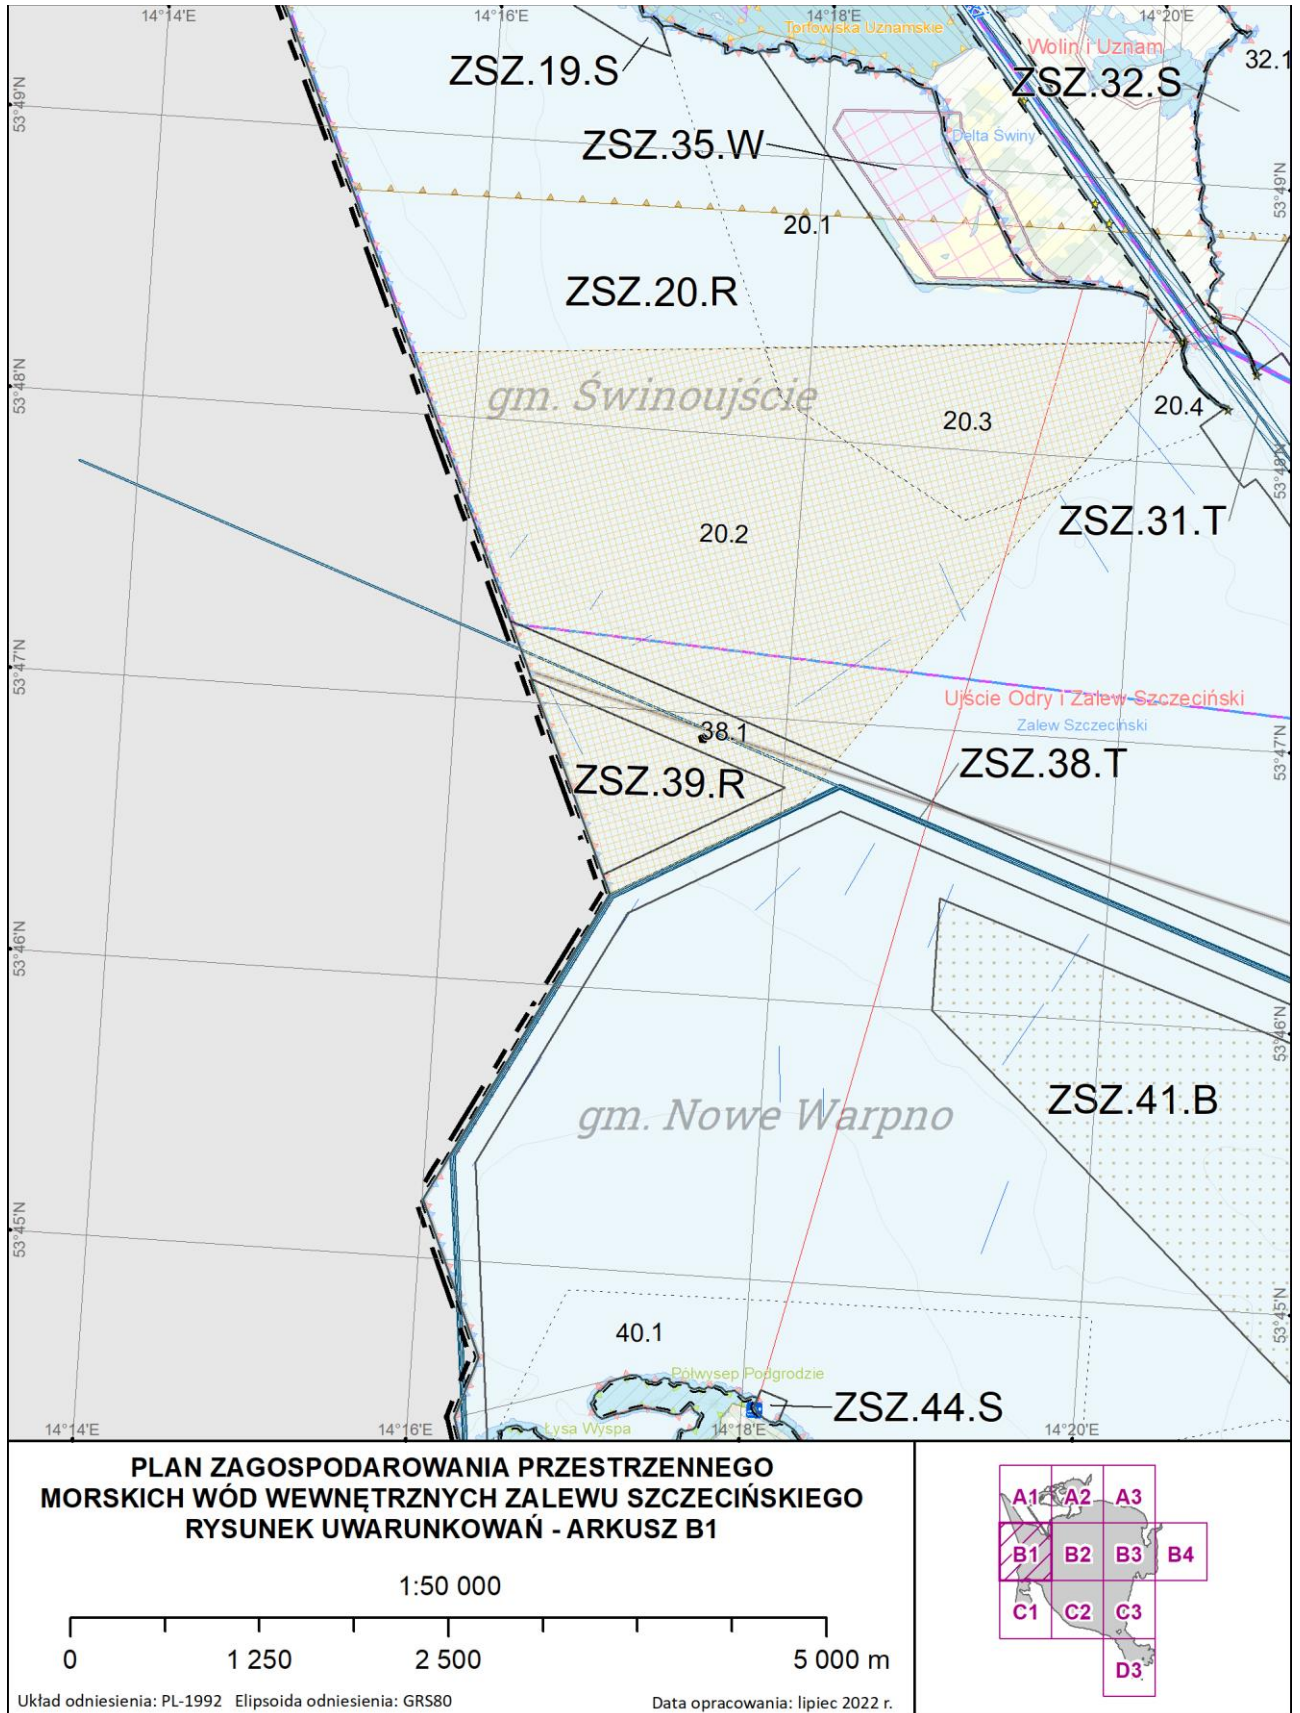 14°14'E
14°16'E
14°18'E
14°20'E
Torfowiska Uznamskie
Wolin i Uznam
32.1
ZSZ.19.S
ZSZ.32.S
53°49'N
ZSZ.35.W
Delta Świny
53°49'N
20.1
ZSZ.20.R
53°48'N
gm. Świnoujście
20.3
20.4
53°48'N
20.2
ZSZ.31.T
53°47'N
Ujście Odry i Zalew Szczeciński
Zalew Szczeciński
38.1
53°47'N
ZSZ.39.R
ZSZ.38.T
53°46'N
53°46'N
ZSZ.41.B
gm. Nowe Warpno
53°45'N
53°45'N
40.1
Półwysep Podgrodzie
ZSZ.44.S
Łysa Wyspa
14°14'E
14°16'E
14°18'E
14°20'E
PLAN ZAGOSPODAROWANIA PRZESTRZENNEGO
MORSKICH WÓD WEWNĘTRZNYCH ZALEWU SZCZECIŃSKIEGO
RYSUNEK UWARUNKOWAŃ - ARKUSZ B1
1:50 000
0
1 250
2 500
5 000 m
Układ odniesienia: PL-1992 Elipsoida odniesienia: GRS80
Data opracowania: lipiec 2022 r.
A1
A2
A3
B1
B2
B3
B4
C1
C2
C3
D3